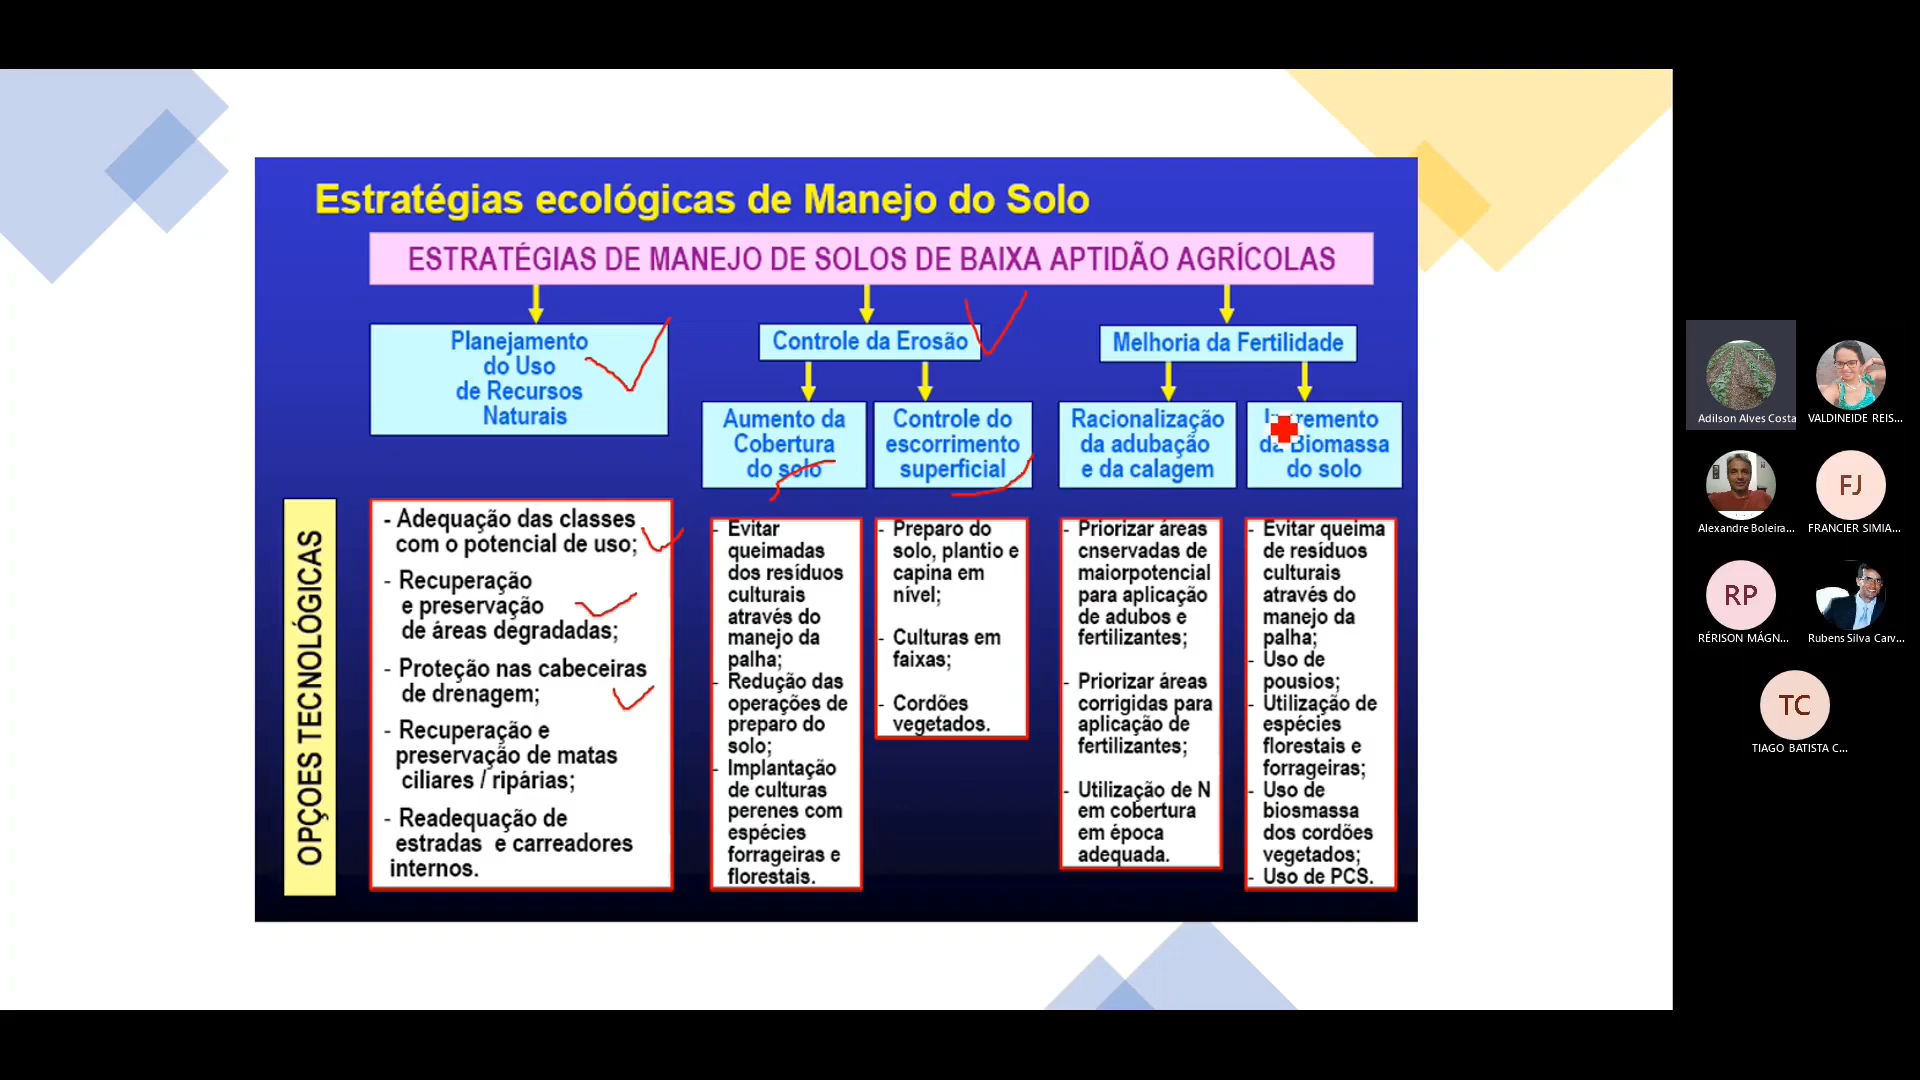 Estratégias ecológicas de Manejo do Solo
ESTRATÉGIAS DE MANEJO DE SOLOS DE BAIXA APTIDÃO AGRÍCOLAS
Planejamento
do Uso
de Recursos
Naturais
Controle da Erosão
Melhoria da Fertilidade
Aumento da
Cobertura
do solo
Controle do
escorrimento
superficial
Racionalização
da adubação
e da calagem
Incremento
da Biomassa
do solo
OPÇOES TECNOLÓGICAS
- Adequação das classes
com o potencial de uso;
- Recuperação
e preservação
de áreas degradadas;
- Proteção nas cabeceiras
de drenagem;
- Recuperação e
preservação de matas
ciliares / ripárias;
- Readequação de
estradas e carreadores
internos.
- Evitar
queimadas
dos resíduos
culturais
através do
manejo da
palha;
- Redução das
operações de
preparo do
solo;
- Implantação
de culturas
perenes com
espécies
forrageiras e
florestais.
- Preparo do
solo, plantio e
capina em
nível;
- Culturas em
faixas;
- Cordões
vegetados.
- Priorizar áreas
cnservadas de
maiorpotencial
para aplicação
de adubos e
fertilizantes;
- Priorizar áreas
corrigidas para
aplicação de
fertilizantes;
- Utilização de N
em cobertura
em época
adequada.
- Evitar queima
de resíduos
culturais
através do
manejo da
palha;
- Uso de
pousios;
- Utilização de
espécies
florestais e
forrageiras;
- Uso de
biosmassa
dos cordões
vegetados;
- Uso de PCS.
Adilson Alves Costa
VALDINEIDE REIS...
Alexandre Boleira...
FJ
FRANCIER SIMIA...
RP
RÉRISON MÁGN...
Rubens Silva Carv...
TC
TIAGO BATISTA C...